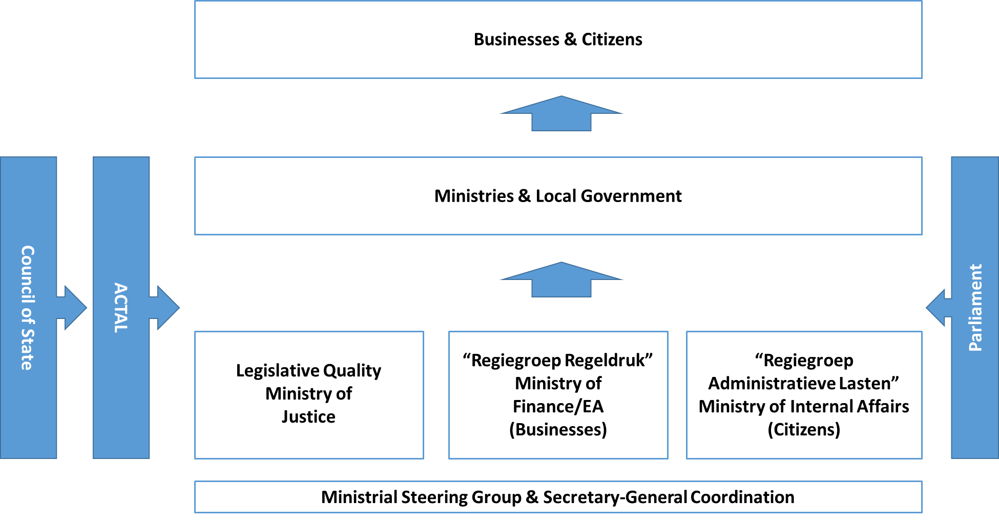 Businesses & Citizens
Ministries & Local Government
Council of State
ACTAL
Parliament
Legislative Quality
Ministry of
Justice
“Regiegroep Regeldruk”
Ministry of
Finance/EA
(Businesses)
“Regiegroep
Administratieve Lasten”
Ministry of Internal Affairs
(Citizens)
Ministrial Steering Group & Secretary-General Coordination